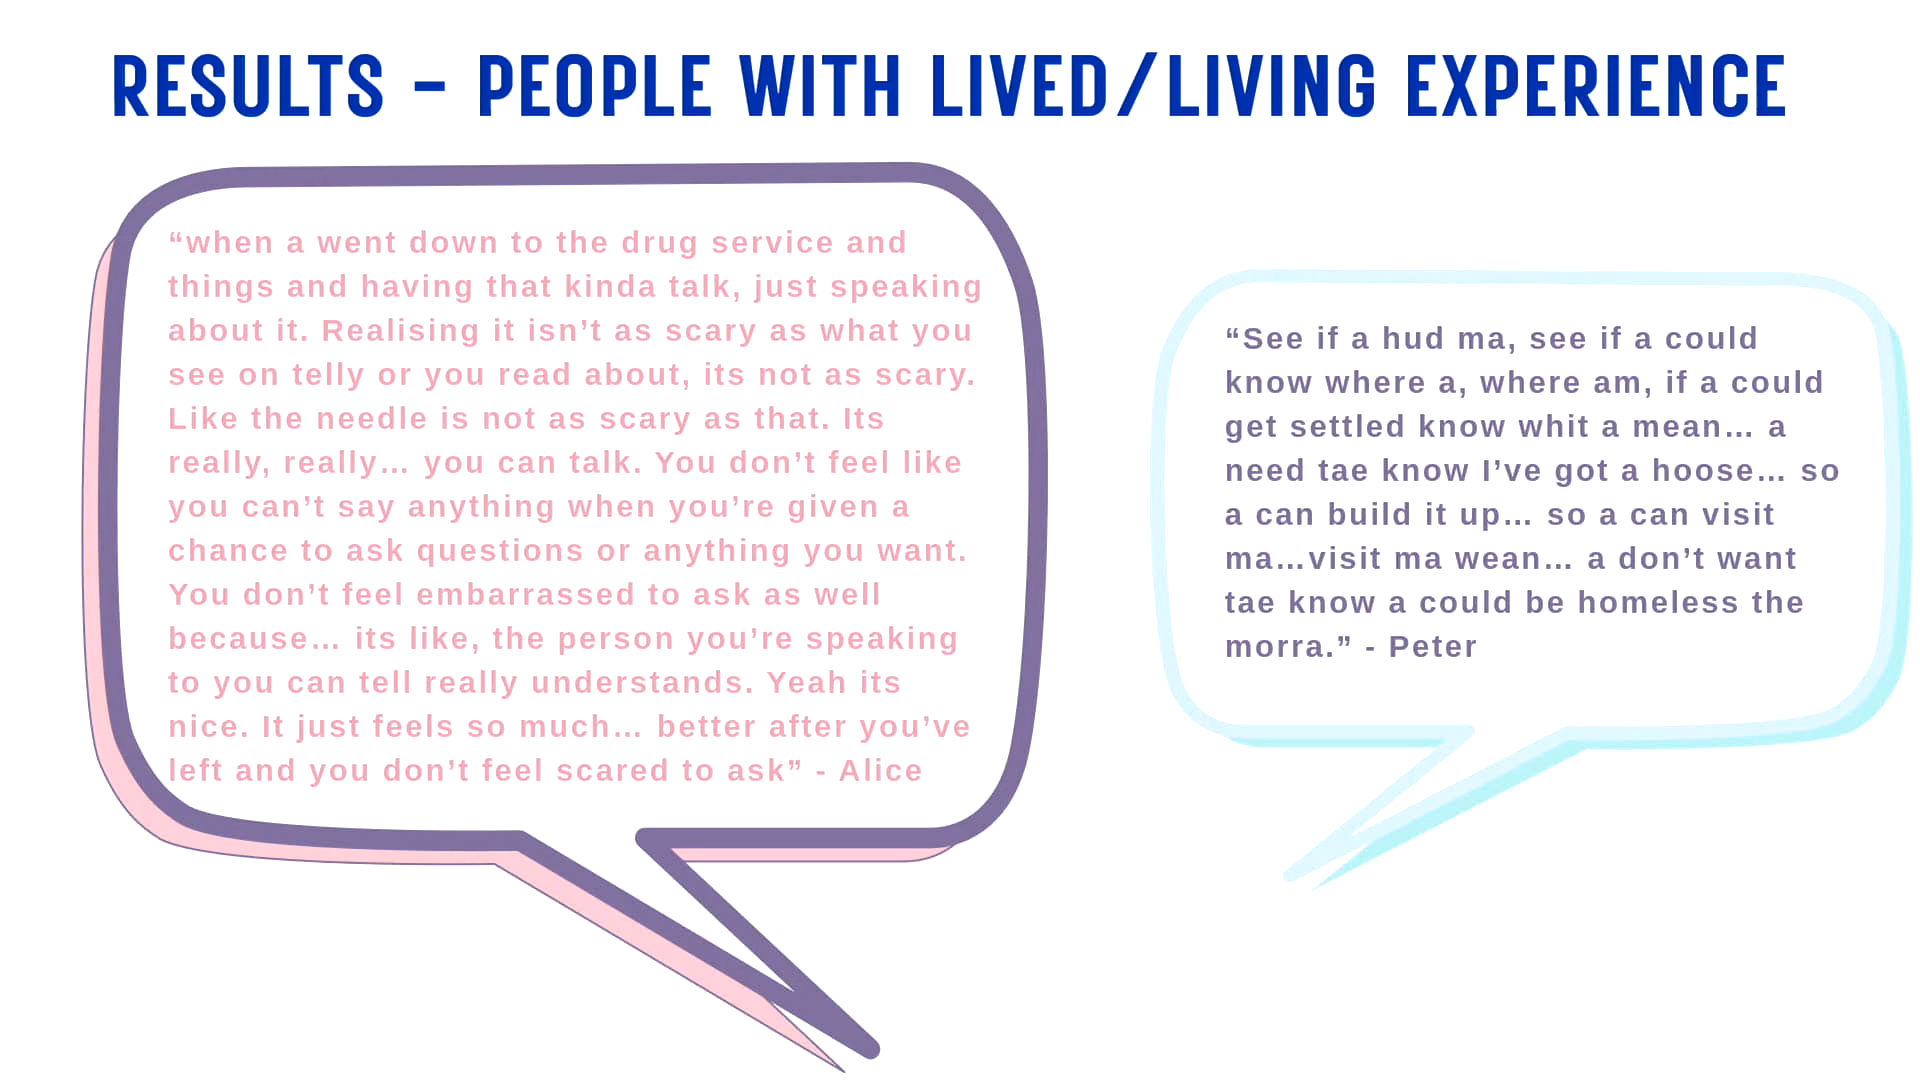 RESULTS – PEOPLE WITH LIVED/LIVING EXPERIENCE
“when a went down to the drug service and
things and having that kinda talk, just speaking
about it. Realising it isn’t as scary as what you
see on telly or you read about, its not as scary.
Like the needle is not as scary as that. Its
really, really… you can talk. You don’t feel like
you can’t say anything when you’re given a
chance to ask questions or anything you want.
You don’t feel embarrassed to ask as well
because… its like, the person you’re speaking
to you can tell really understands. Yeah its
nice. It just feels so much… better after you’ve
left and you don’t feel scared to ask” - Alice
“See if a hud ma, see if a could
know where a, where am, if a could
get settled know whit a mean… a
need tae know I’ve got a hoose… so
a can build it up… so a can visit
ma…visit ma wean… a don’t want
tae know a could be homeless the
morra.” - Peter